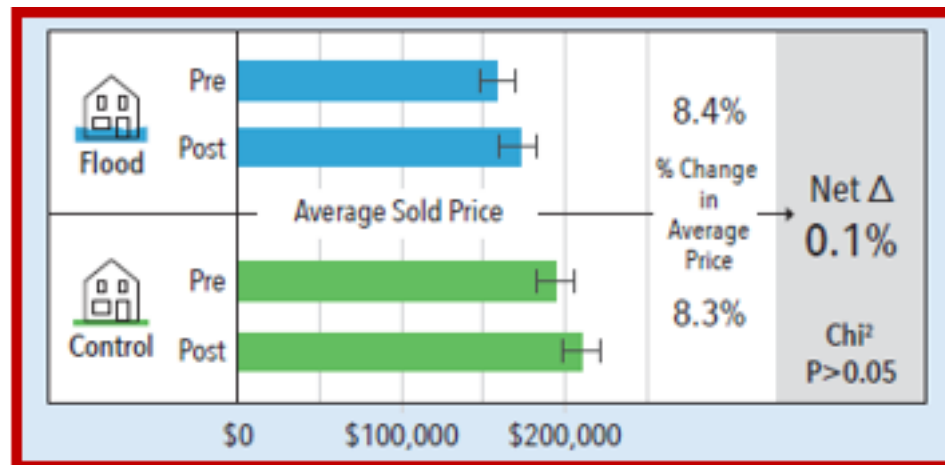 Pre
Post
Flood
8.4%
Average Sold Price
% Change
in
Average
Price
Net Δ
0.1%
Pre
Post
Control
8.3%
Chi²
P>0.05
$0 $100,000 $200,000